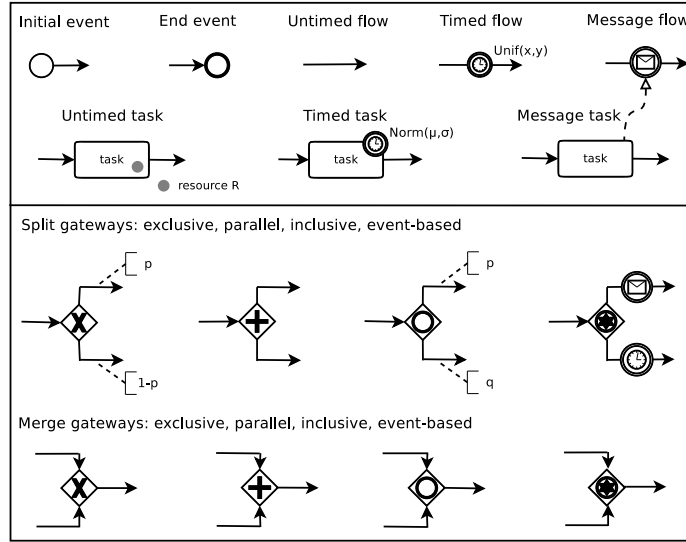 Initial event
End event
Untimed flow
Timed flow
Message flow
Unif(x,y)
Untimed task
Timed task
Message task
Norm(μ,σ)
task
task
task
resource R
Split gateways: exclusive, parallel, inclusive, event-based
p
p
1-p
q
Merge gateways: exclusive, parallel, inclusive, event-based